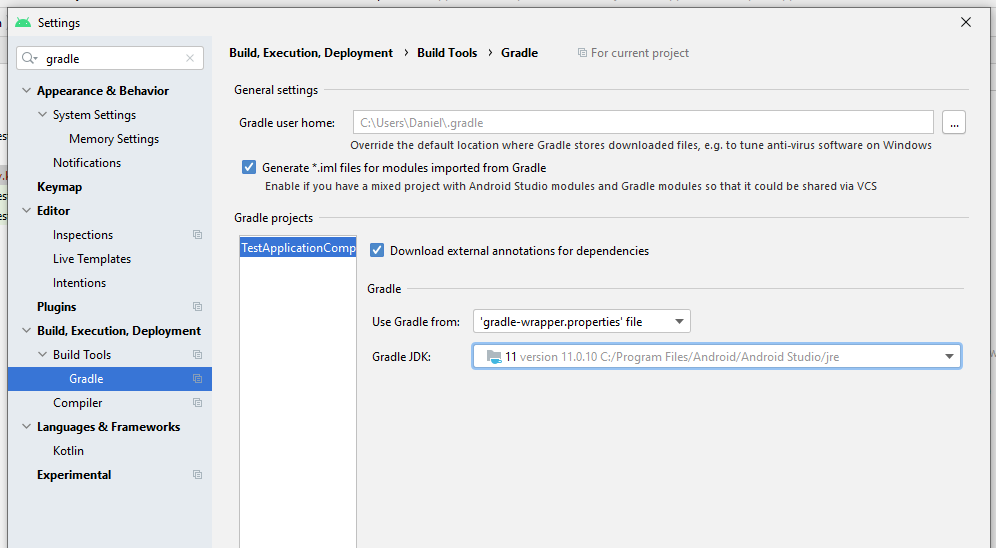 Settings
gradle
Build, Execution, Deployment › Build Tools › Gradle For current project
Appearance & Behavior
System Settings
Memory Settings
Notifications
Keymap
Editor
Inspections
Live Templates
Intentions
Plugins
Build, Execution, Deployment
Build Tools
Gradle
Compiler
Languages & Frameworks
Kotlin
Experimental
General settings
Gradle user home: C:\Users\Daniel\.gradle ...
Override the default location where Gradle stores downloaded files, e.g. to tune anti-virus software on Windows
Generate *.iml files for modules imported from Gradle
Enable if you have a mixed project with Android Studio modules and Gradle modules so that it could be shared via VCS
Gradle projects
TestApplicationComp
Download external annotations for dependencies
Gradle
Use Gradle from: 'gradle-wrapper.properties' file
Gradle JDK: 11 version 11.0.10 C:/Program Files/Android/Android Studio/jre